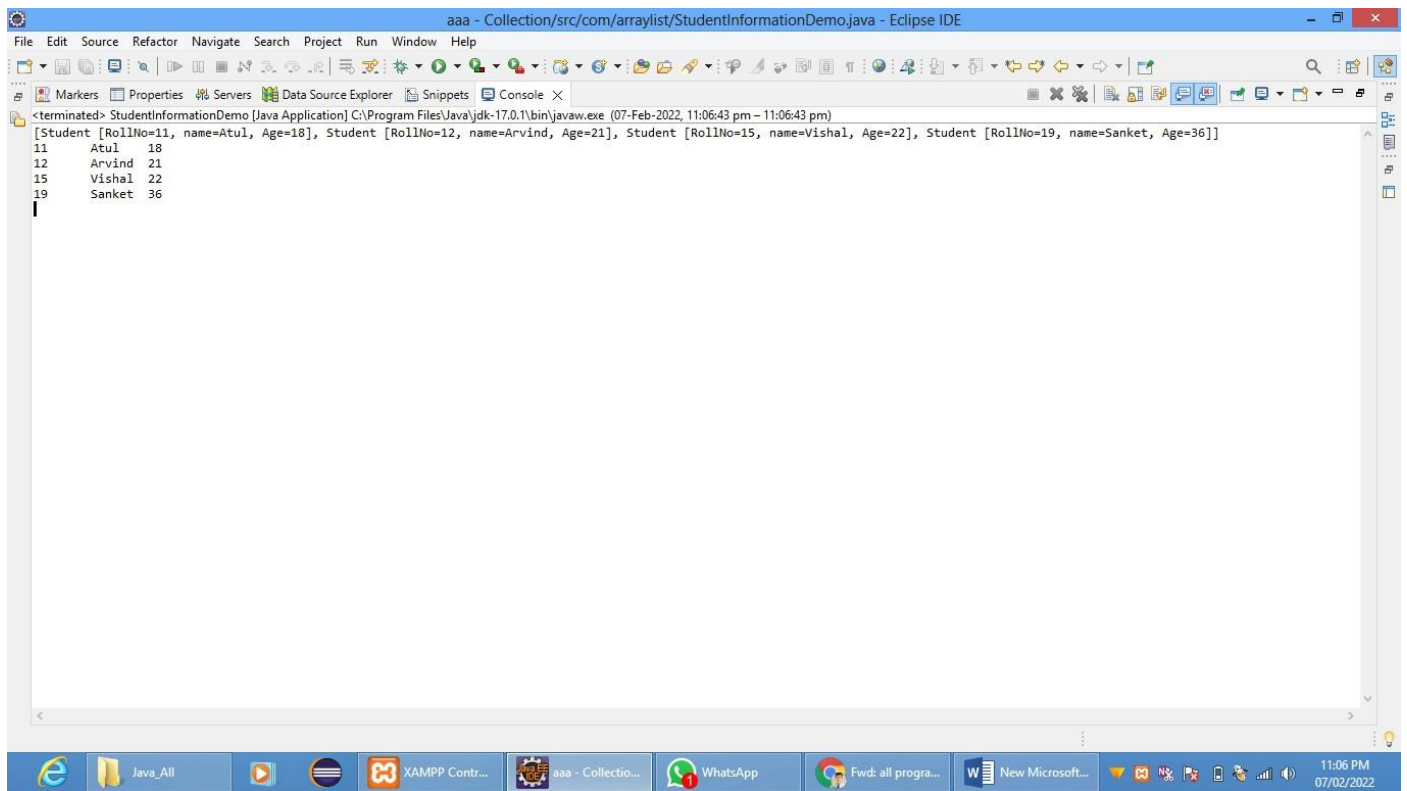 aaa - Collection/src/com/arraylist/StudentInformationDemo.java - Eclipse IDE
File Edit Source Refactor Navigate Search Project Run Window Help
Markers Properties Servers Data Source Explorer Snippets Console
<terminated> StudentInformationDemo [Java Application] C:\Program Files\Java\jdk-17.0.1\bin\javaw.exe (07-Feb-2022, 11:06:43 pm – 11:06:43 pm)
[Student [RollNo=11, name=Atul, Age=18], Student [RollNo=12, name=Arvind, Age=21], Student [RollNo=15, name=Vishal, Age=22], Student [RollNo=19, name=Sanket, Age=36]]
11 Atul 18
12 Arvind 21
15 Vishal 22
19 Sanket 36
Java_All XAMPP Contr... Java EE IDE aaa - Collectio... 1 WhatsApp Fwd: all progra... W New Microsoft... 11:06 PM
07/02/2022